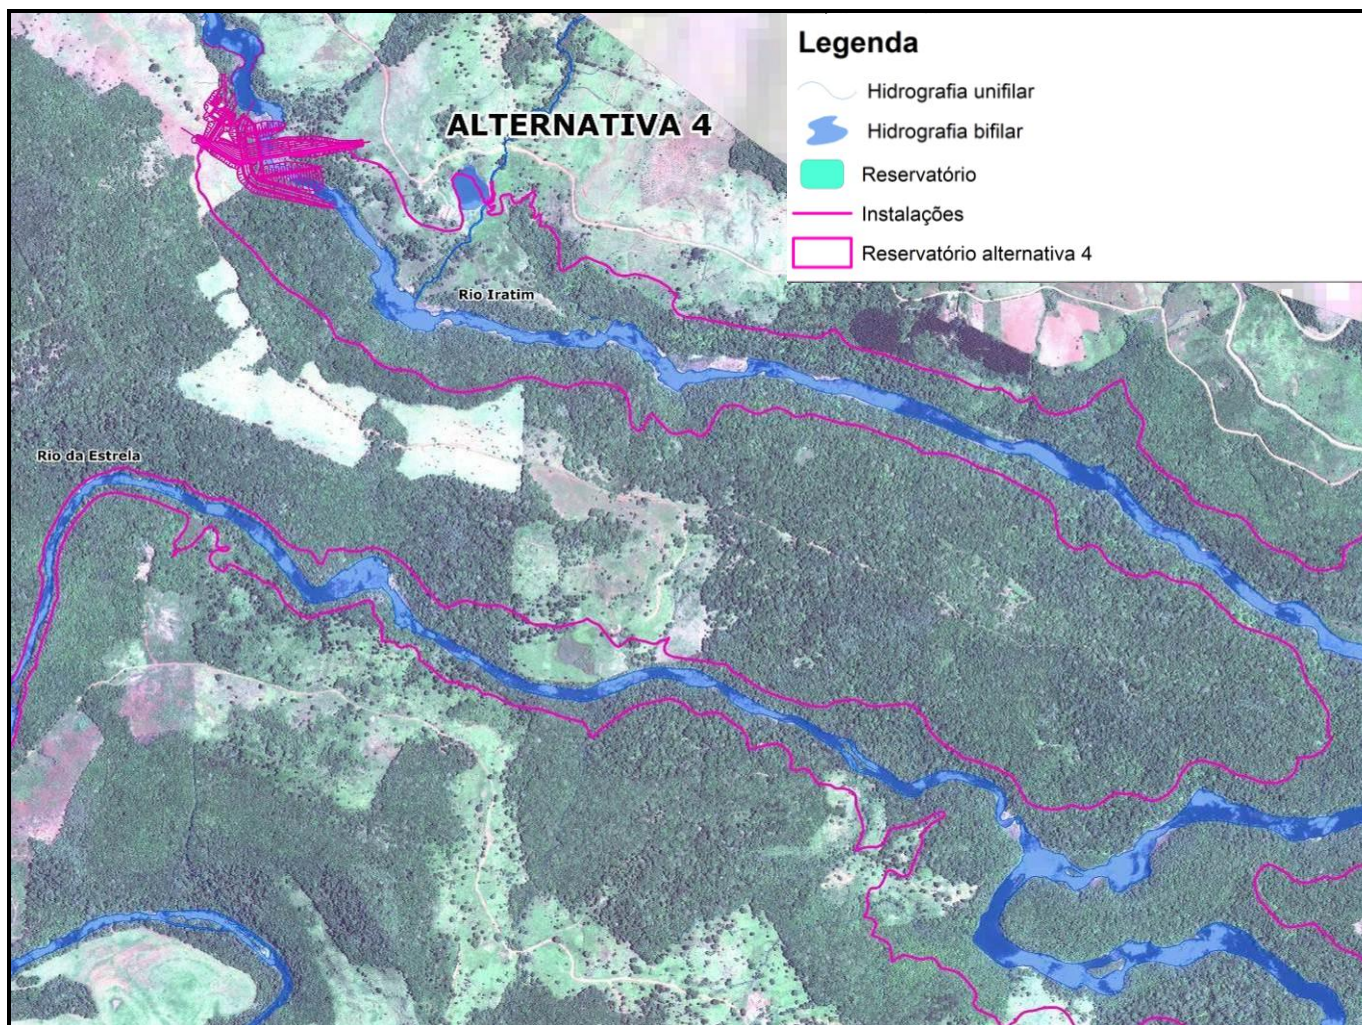 Legenda
Hidrografia unifilar
Hidrografia bifilar
Reservatório
Instalações
Reservatório alternativa 4
ALTERNATIVA 4
Rio Iratim
Rio da Estrela